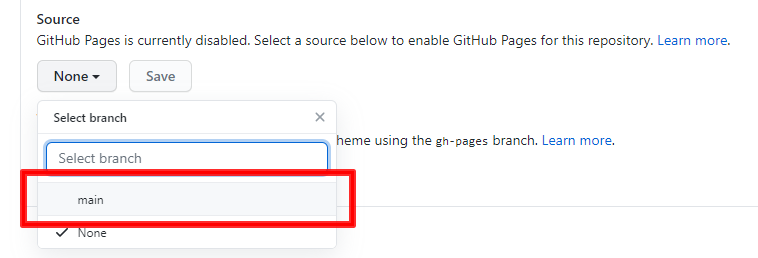 Source
GitHub Pages is currently disabled. Select a source below to enable GitHub Pages for this repository. Learn more.
None Save
Select branch
heme using the gh-pages branch. Learn more.
Select branch
main
None